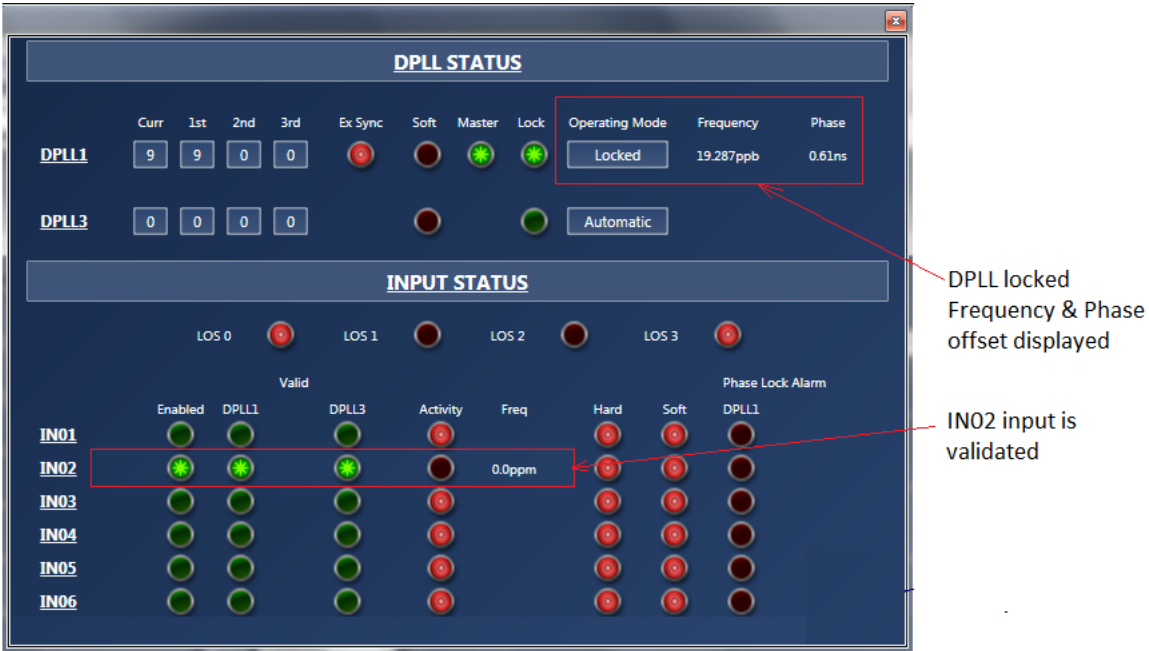 DPLL STATUS
Curr 1st 2nd 3rd Ex Sync Soft Master Lock Operating Mode Frequency Phase
DPLL1 9 9 0 0 Locked 19.287ppb 0.61ns
DPLL3 0 0 0 0 Automatic
DPLL locked
Frequency & Phase
offset displayed
INPUT STATUS
LOS 0 LOS 1 LOS 2 LOS 3
Valid Phase Lock Alarm
Enabled DPLL1 DPLL3 Activity Freq Hard Soft DPLL1
IN01
IN02 0.0ppm
IN03
IN04
IN05
IN06
IN02 input is
validated